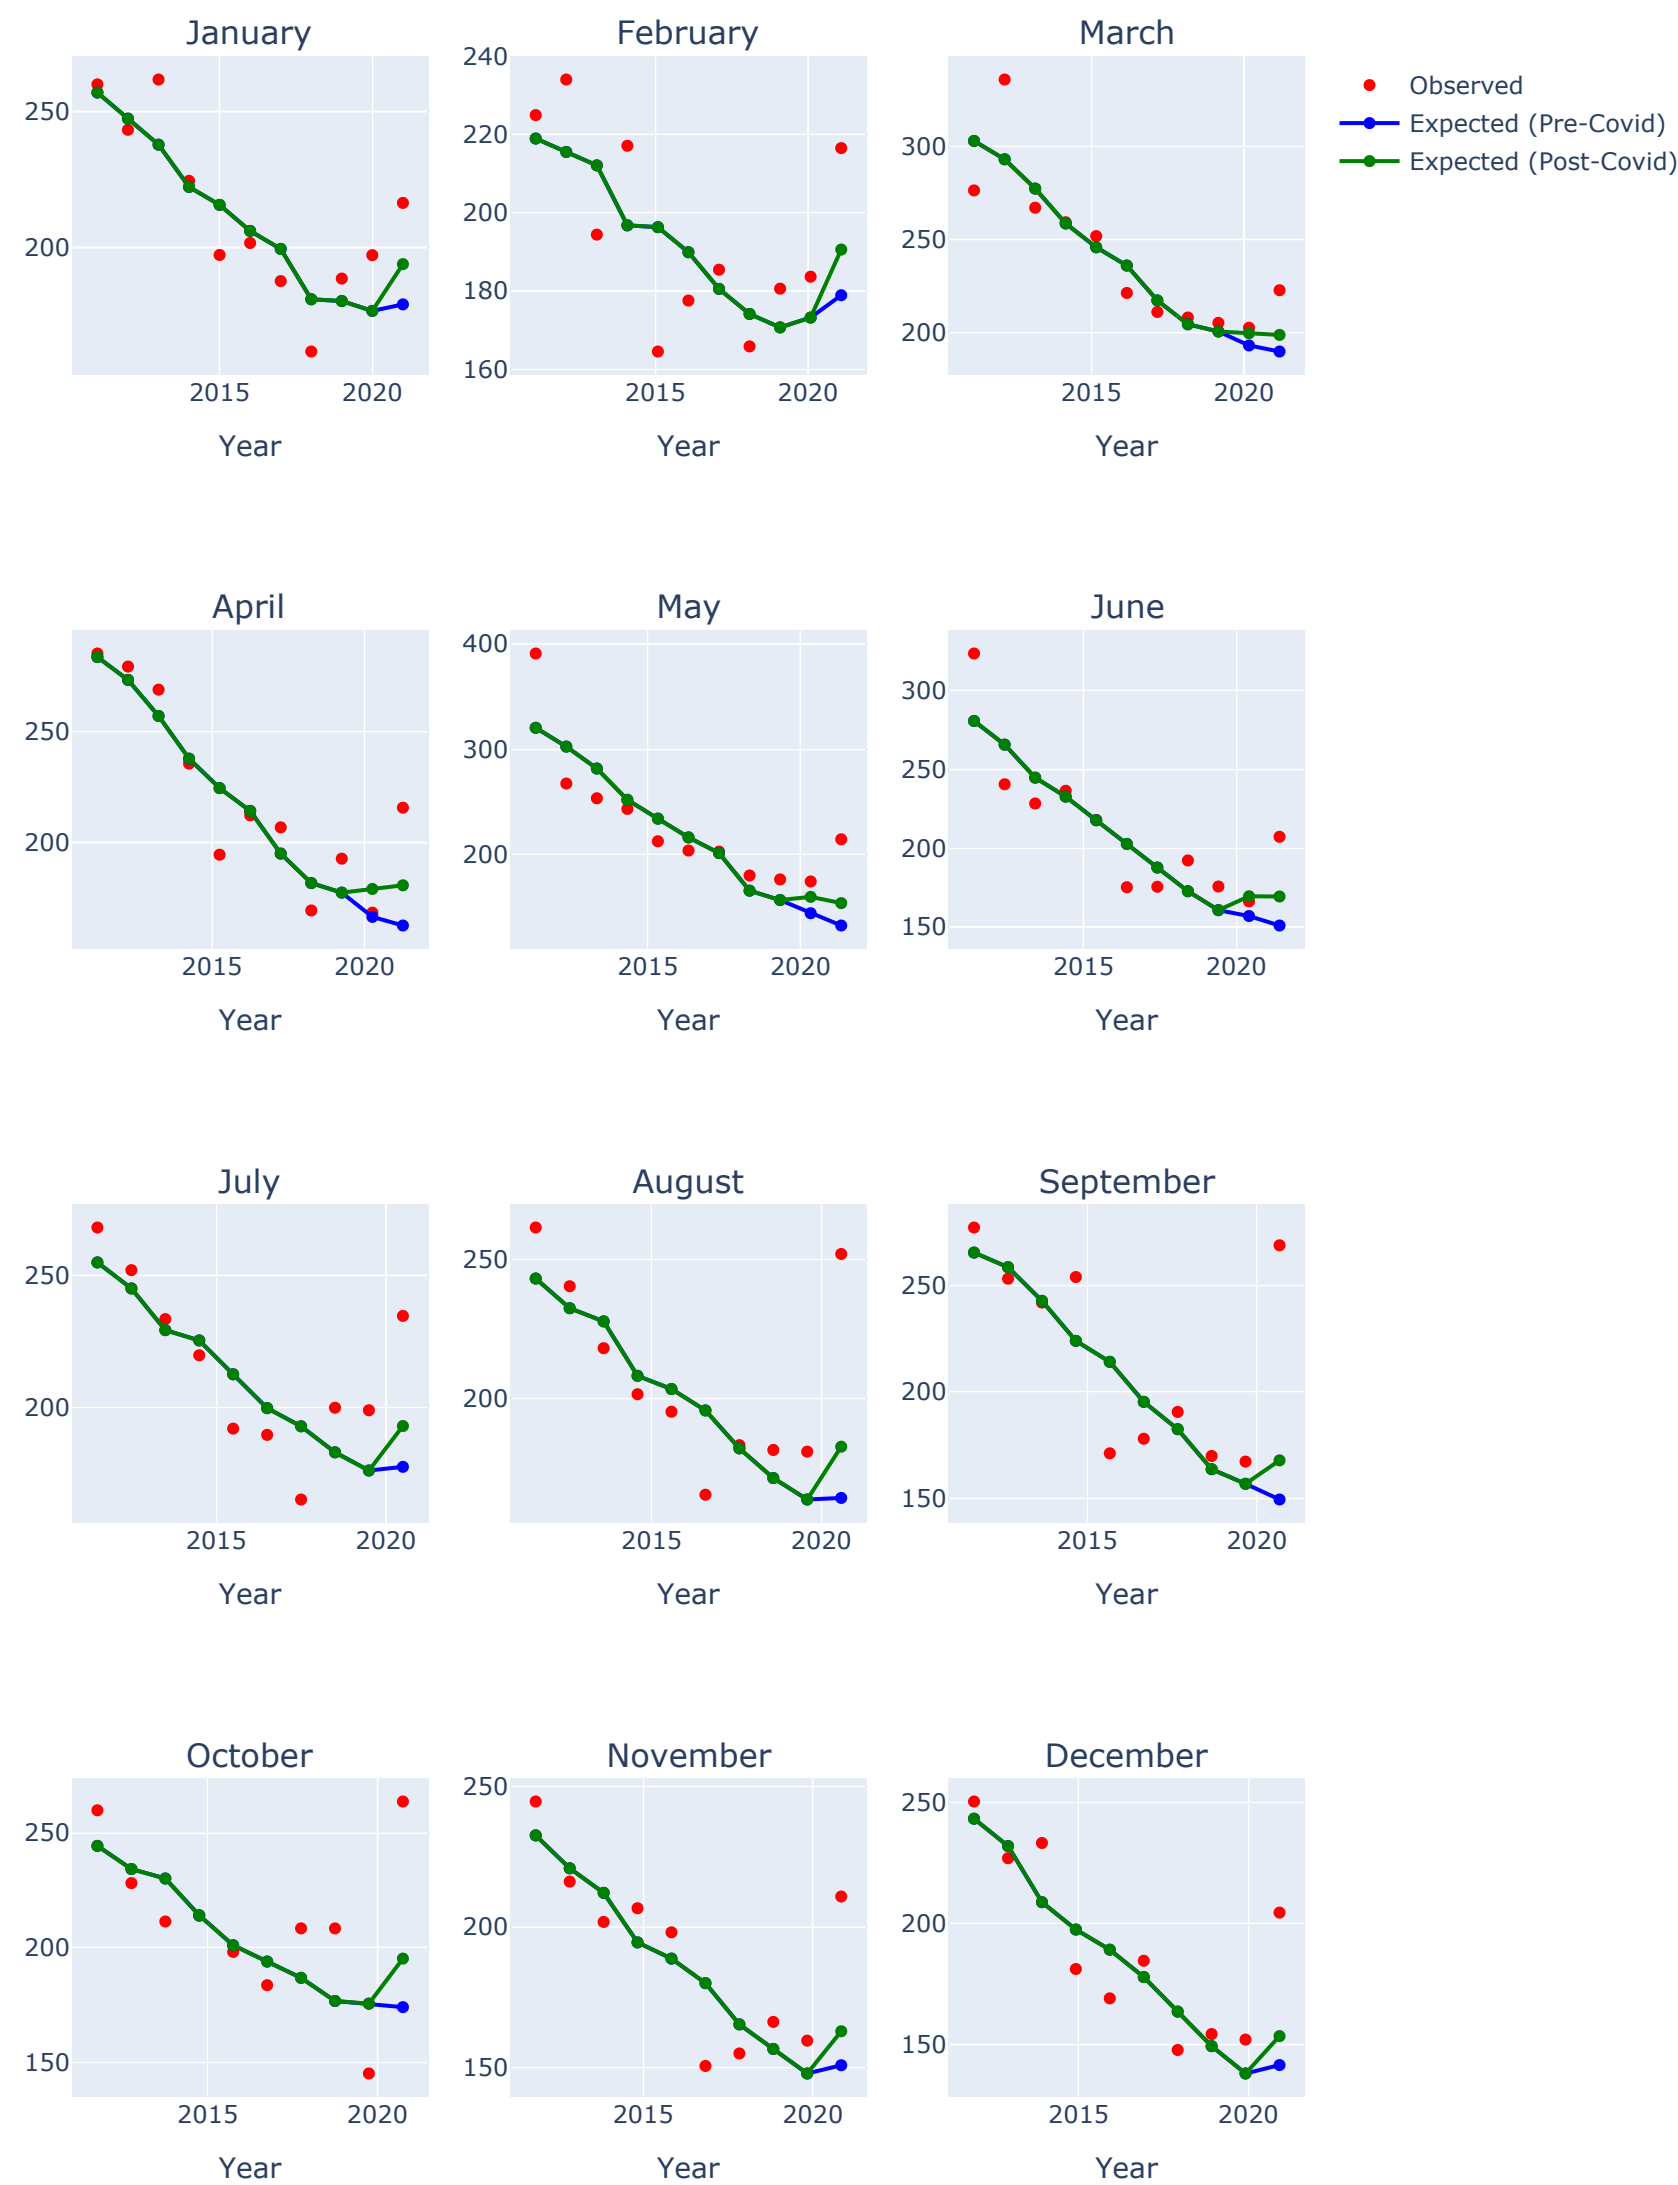 January
February
March
Observed
Expected (Pre-Covid)
Expected (Post-Covid)
250
200
2015
2020
Year
240
220
200
180
160
2015
2020
Year
300
250
200
2015
2020
Year
April
May
June
250
200
2015
2020
Year
400
300
200
2015
2020
Year
300
250
200
150
2015
2020
Year
July
August
September
250
200
2015
2020
Year
250
200
2015
2020
Year
250
200
150
2015
2020
Year
October
November
December
250
200
150
2015
2020
Year
250
200
150
2015
2020
Year
250
200
150
2015
2020
Year